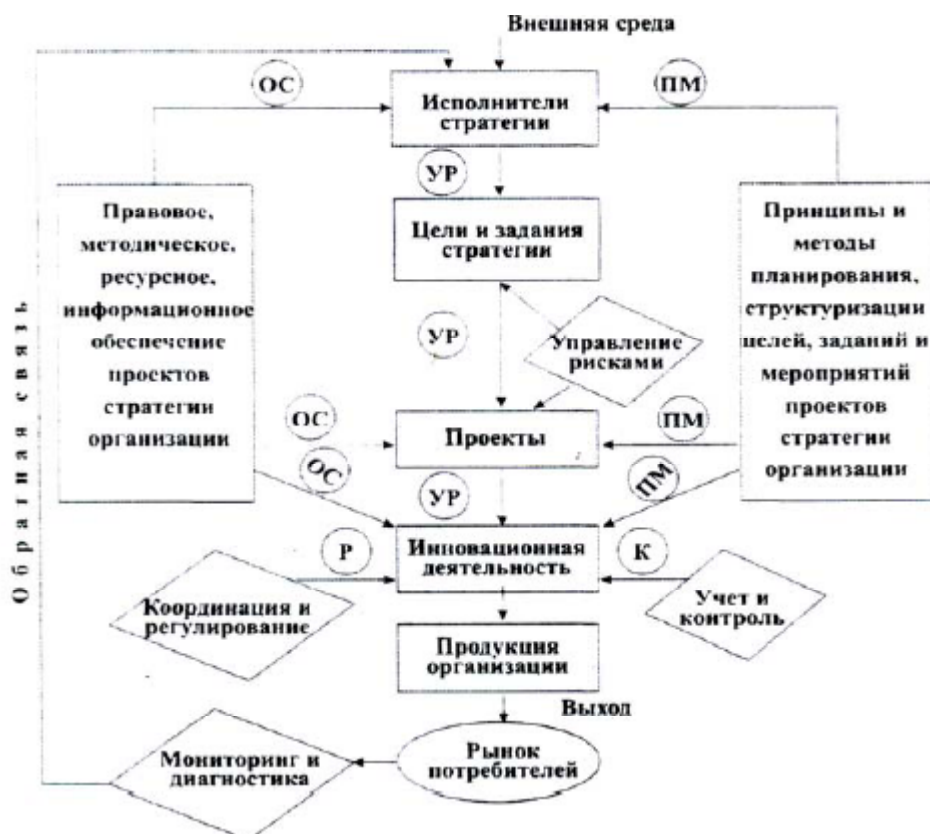 Внешняя среда
ОС
ПМ
Исполнители
стратегии
УР
Правовое,
методическое,
ресурсное,
информационное
обеспечение
проектов
стратегии
организации
Цели и задания
стратегии
Принципы и
методы
планирования,
структуризации
целей, заданий и
мероприятий
проектов
стратегии
организации
УР
Управление
рисками
ОС
Проекты
ПМ
ОС
УР
ПМ
Р
Инновационная
деятельность
К
Координация и
регулирование
Учет и
контроль
Продукция
организации
Выход
Мониторинг и
диагностика
Рынок
потребителей
Обратная связь